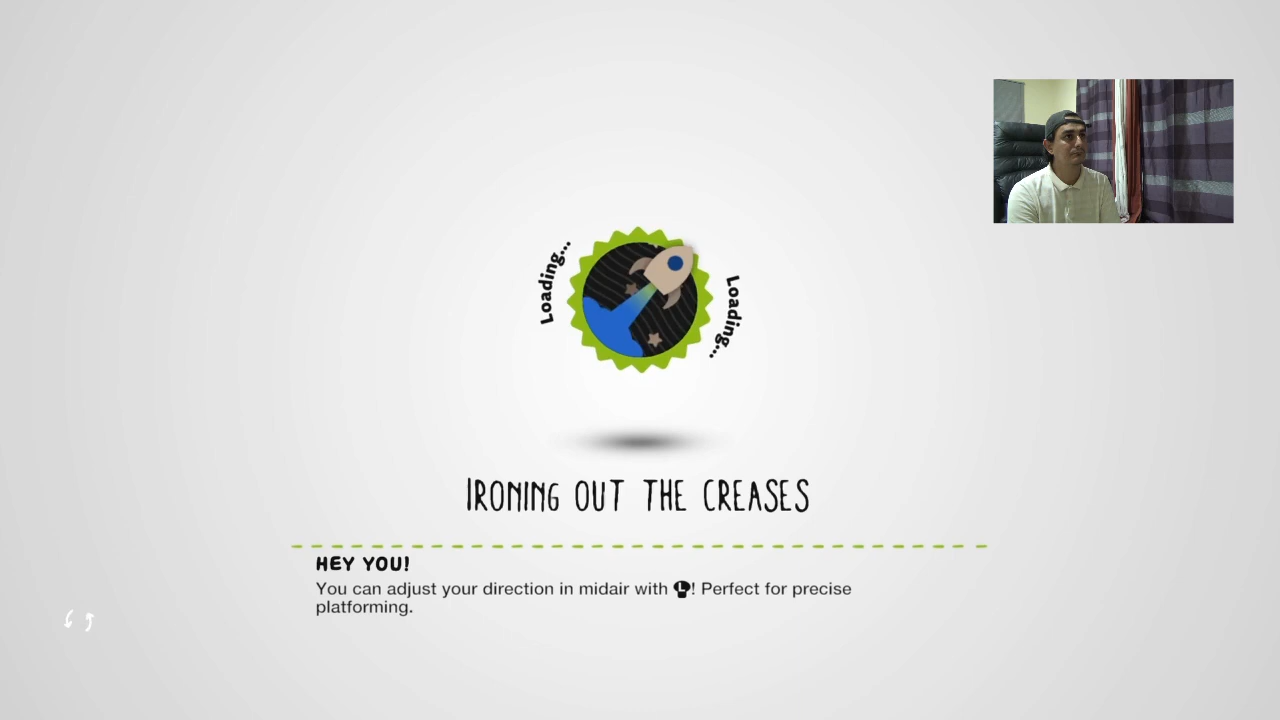 Loading...
Loading...
IRONING OUT THE CREASES
HEY YOU!
You can adjust your direction in midair with L! Perfect for precise
platforming.